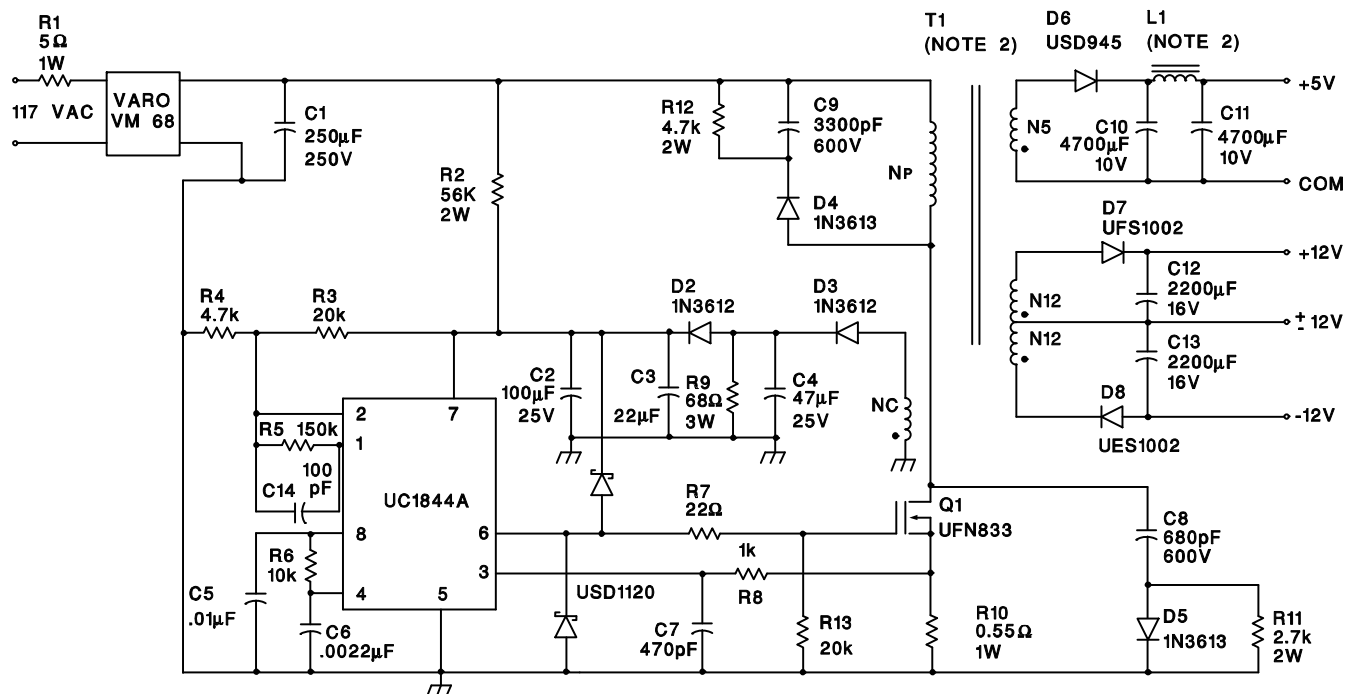 R1
5Ω
1W
117 VAC
VARO
VM 68
C1
250µF
250V
R2
56K
2W
R12
4.7k
2W
C9
3300pF
600V
D4
1N3613
NP
T1
(NOTE 2)
D6
USD945
L1
(NOTE 2)
+5V
N5
C10
4700µF
10V
C11
4700µF
10V
COM
D7
UFS1002
+12V
N12
N12
C12
2200µF
16V
± 12V
C13
2200µF
16V
D8
UES1002
-12V
R4
4.7k
R3
20k
D2
1N3612
D3
1N3612
C2
100µF
25V
C3
22µF
R9
68Ω
3W
C4
47µF
25V
NC
2
7
R5 150k
1
100
pF
C14
UC1844A
8
R6
10k
4
5
6
3
C5
.01µF
C6
.0022µF
USD1120
R7
22Ω
1k
R8
Q1
UFN833
C7
470pF
R13
20k
R10
0.55Ω
1W
C8
680pF
600V
D5
1N3613
R11
2.7k
2W